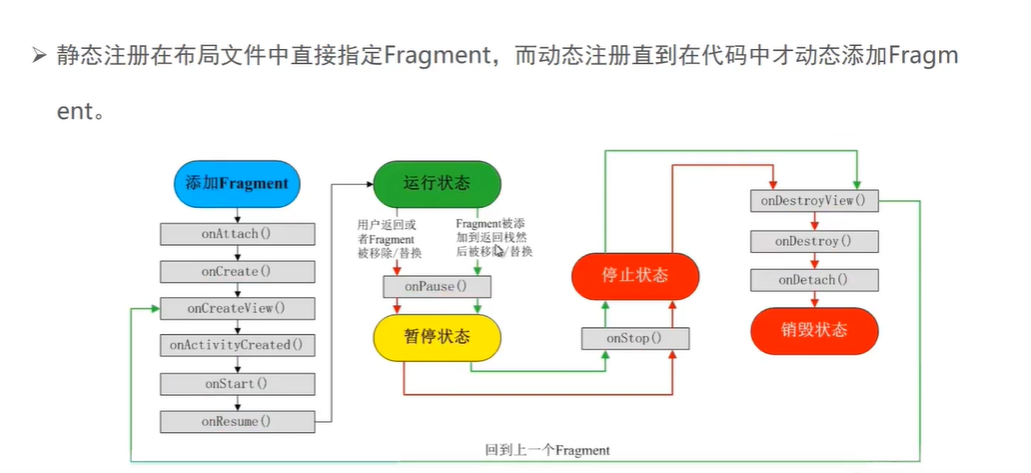 静态注册在布局文件中直接指定Fragment，而动态注册直到在代码中才动态添加Fragm
ent。
添加Fragment
onAttach()
onCreate()
onCreateView()
onActivityCreated()
onStart()
onResume()
运行状态
用户返回或
者Fragment
被移除/替换
Fragment被添
加到返回栈然
后被移除/替换
onPause()
暂停状态
停止状态
onStop()
onDestroyView()
onDestroy()
onDetach()
销毁状态
回到上一个Fragment